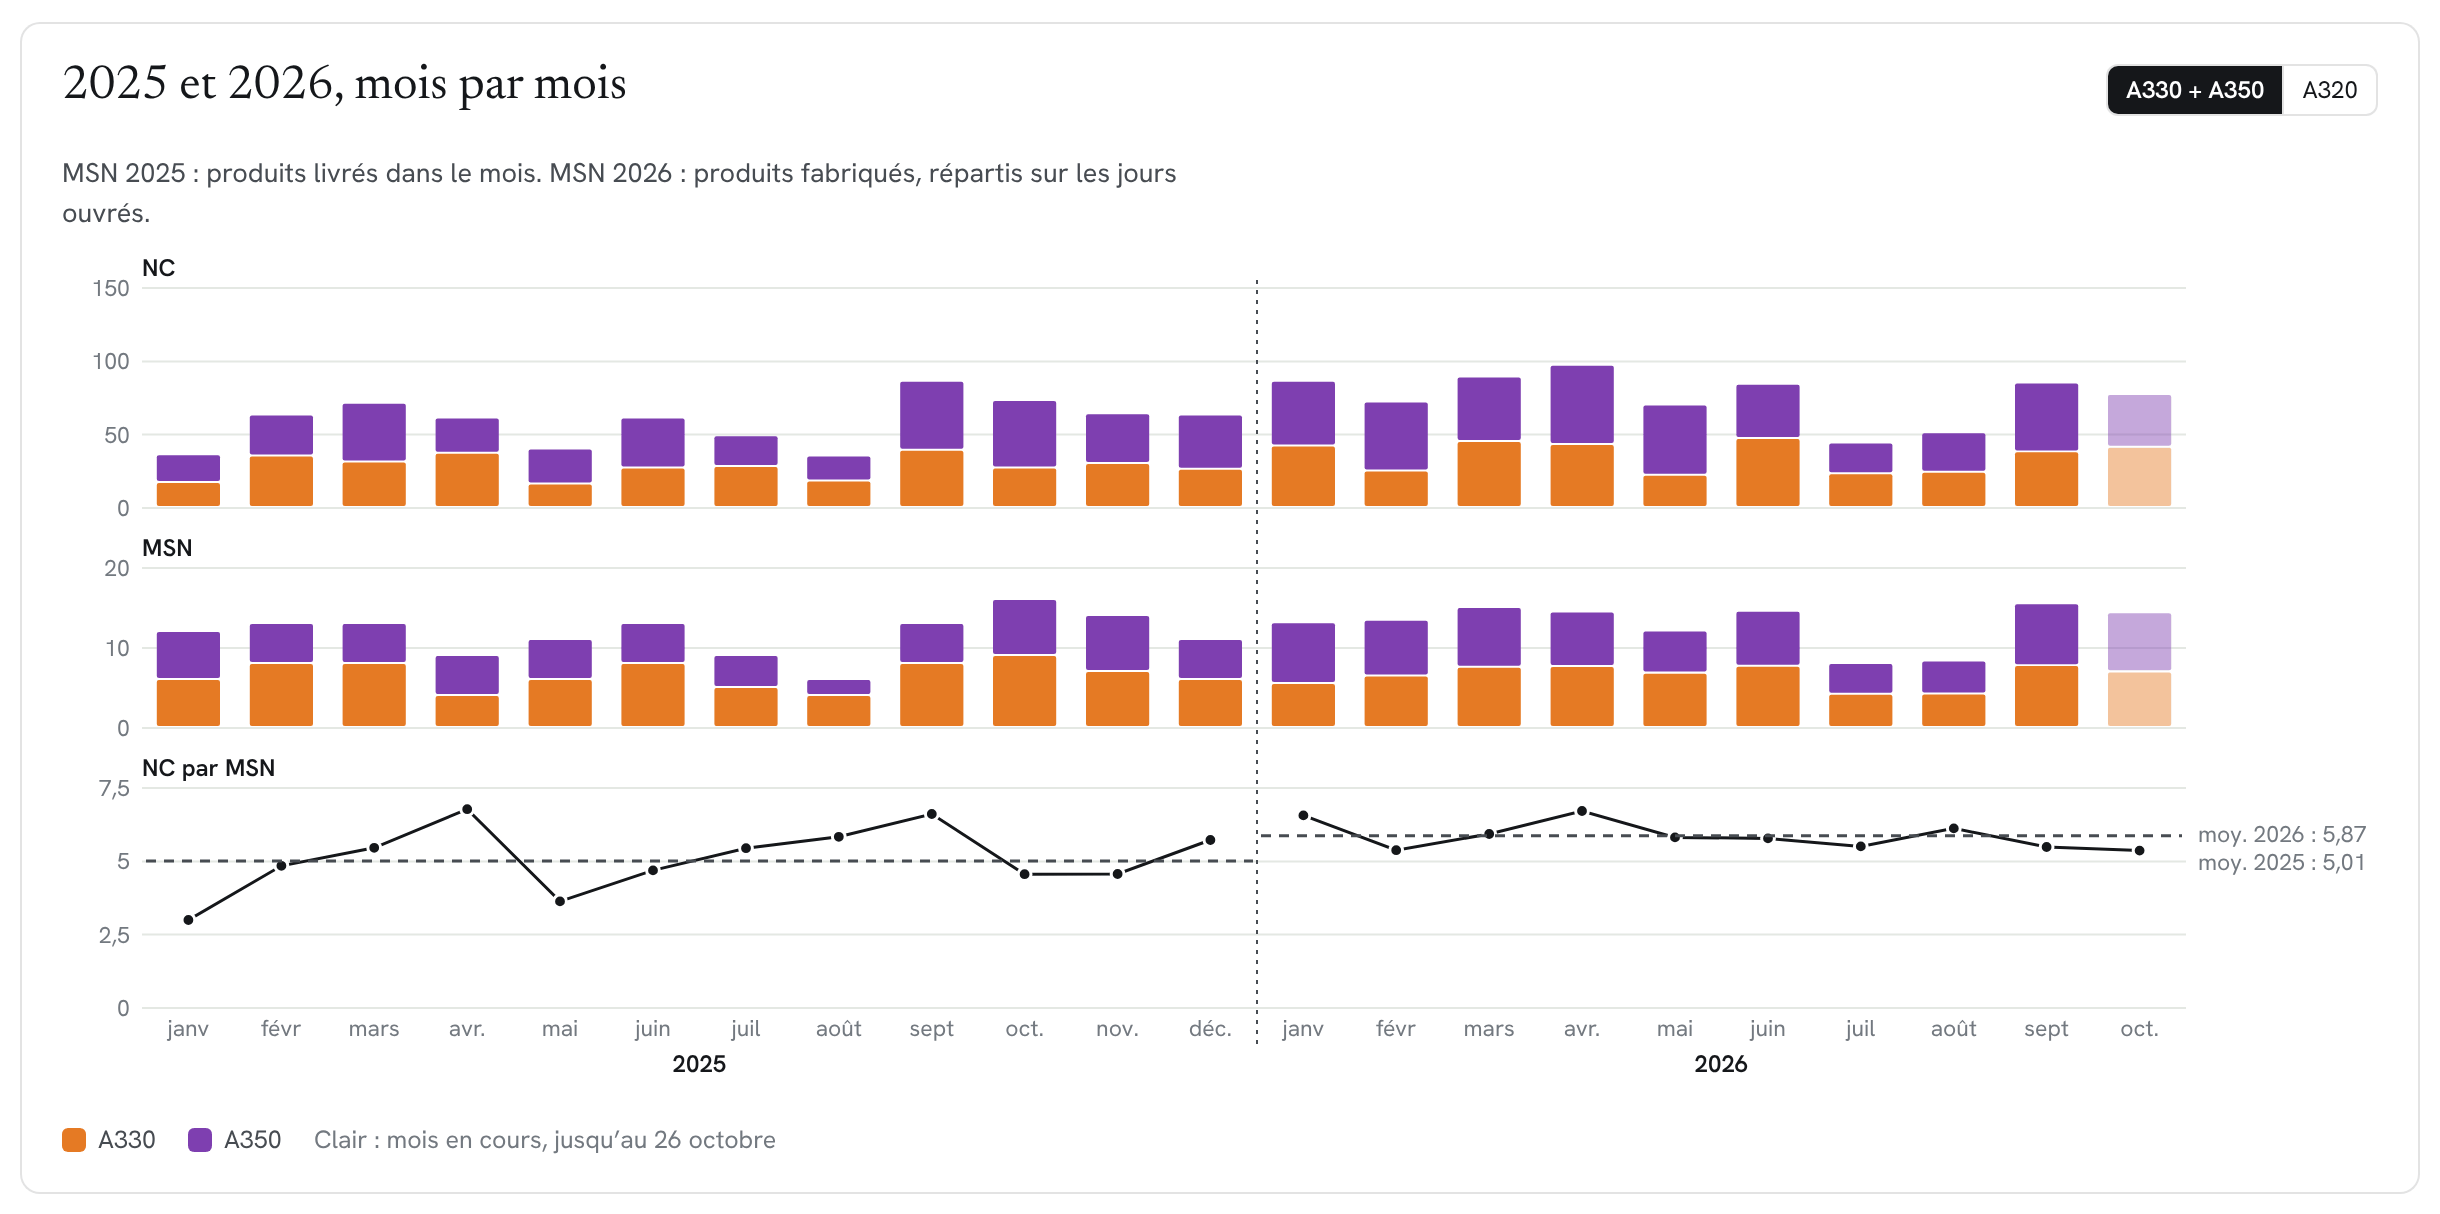 2025 et 2026, mois par mois
A330 + A350
A320
MSN 2025 : produits livrés dans le mois. MSN 2026 : produits fabriqués, répartis sur les jours
ouvrés.
NC
150
100
50
0
MSN
20
10
0
NC par MSN
7,5
5
2,5
0
moy. 2026 : 5,87
moy. 2025 : 5,01
janv févr mars avr. mai juin juil août sept oct. nov. déc. janv févr mars avr. mai juin juil août sept oct.
2025 2026
A330 A350 Clair : mois en cours, jusqu’au 26 octobre